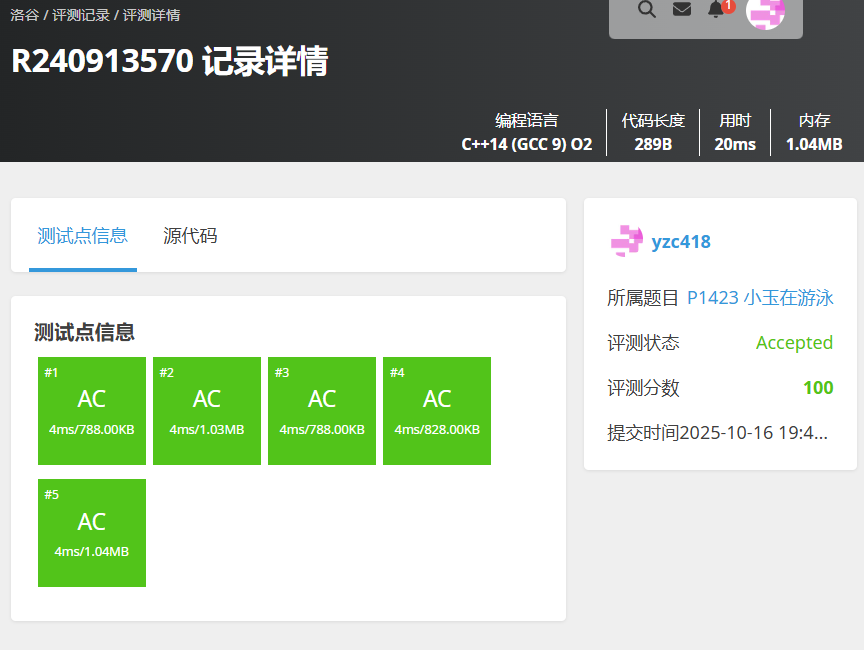 洛谷 / 评测记录 / 评测详情
1
R240913570 记录详情
编程语言
C++14 (GCC 9) O2
代码长度
289B
用时
20ms
内存
1.04MB
测试点信息
源代码
测试点信息
#1
AC
4ms/788.00KB
#2
AC
4ms/1.03MB
#3
AC
4ms/788.00KB
#4
AC
4ms/828.00KB
#5
AC
4ms/1.04MB
yzc418
所属题目 P1423 小玉在游泳
评测状态 Accepted
评测分数 100
提交时间2025-10-16 19:4...